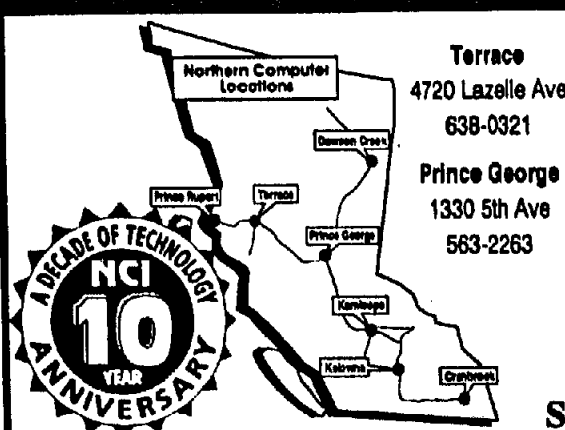 Northern Computer
Locations
Terrace
4720 Lazelle Ave
638-0321
Prince George
1330 5th Ave
563-2263
Dawson Creek
Prince Rupert
Terrace
Prince George
Kamloops
Kelowna
Cranbrook
A DECADE OF TECHNOLOGY
NCI
10
YEAR
ANNIVERSARY
S